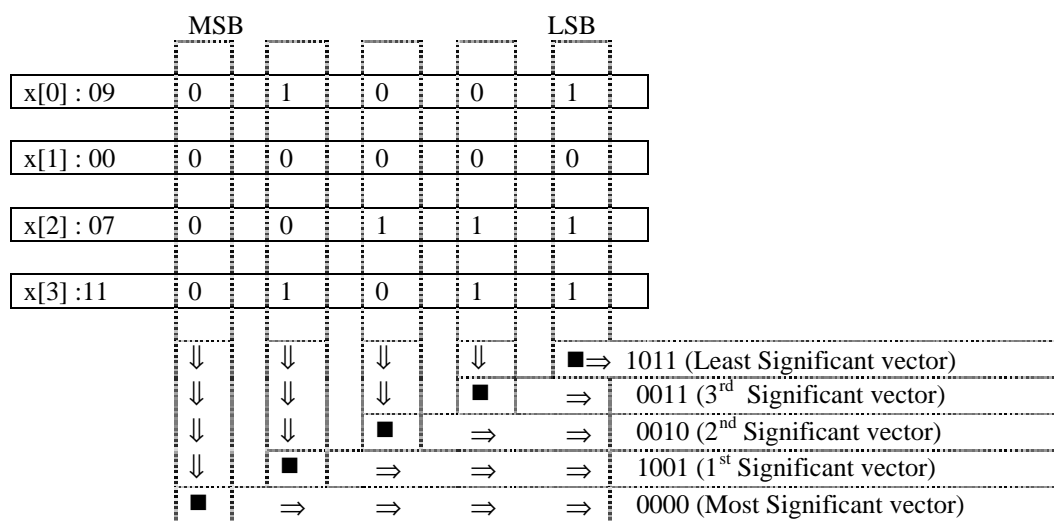 MSB LSB
x[0] : 09 0 1 0 0 1
x[1] : 00 0 0 0 0 0
x[2] : 07 0 0 1 1 1
x[3] :11 0 1 0 1 1
⇓ ⇓ ⇓ ⇓ ■⇒ 1011 (Least Significant vector)
⇓ ⇓ ⇓ ■ ⇒ 0011 (3rd Significant vector)
⇓ ⇓ ■ ⇒ ⇒ 0010 (2nd Significant vector)
⇓ ■ ⇒ ⇒ ⇒ 1001 (1st Significant vector)
■ ⇒ ⇒ ⇒ ⇒ 0000 (Most Significant vector)